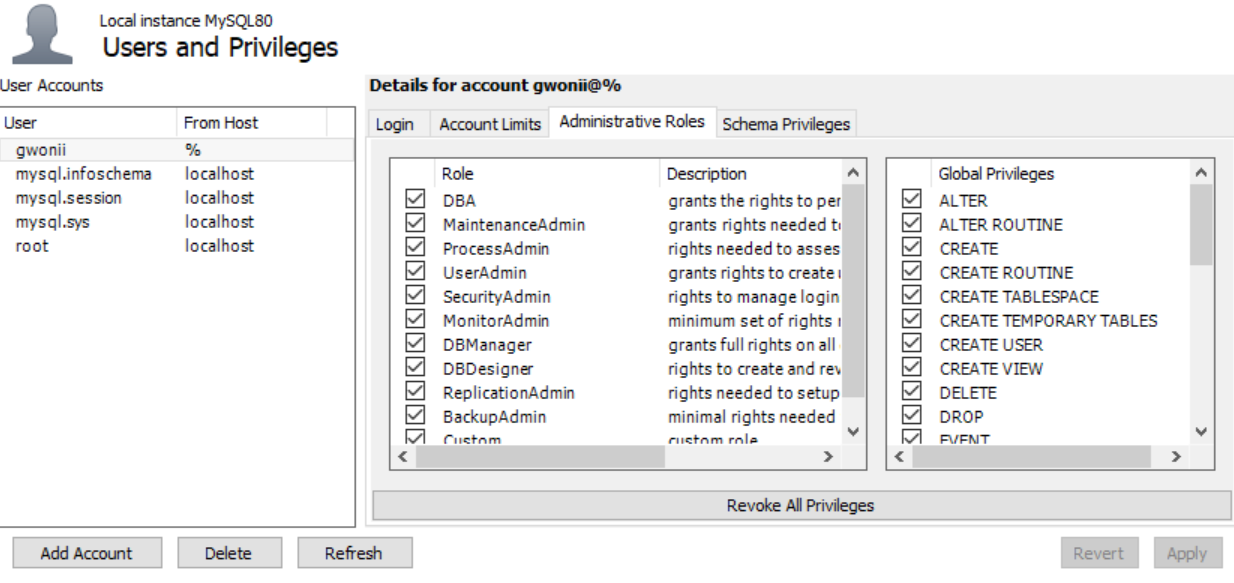 Local instance MySQL80
Users and Privileges
User Accounts
User From Host
gwonii %
mysql.infoschema localhost
mysql.session localhost
mysql.sys localhost
root localhost
Details for account gwonii@%
Login Account Limits Administrative Roles Schema Privileges
Role Description
DBA grants the rights to per
MaintenanceAdmin grants rights needed t
ProcessAdmin rights needed to asses
UserAdmin grants rights to create
SecurityAdmin rights to manage login
MonitorAdmin minimum set of rights
DBManager grants full rights on all
DBDesigner rights to create and rev
ReplicationAdmin rights needed to setup
BackupAdmin minimal rights needed
Custom custom role
Global Privileges
ALTER
ALTER ROUTINE
CREATE
CREATE ROUTINE
CREATE TABLESPACE
CREATE TEMPORARY TABLES
CREATE USER
CREATE VIEW
DELETE
DROP
EVENT
Revoke All Privileges
Add Account Delete Refresh Revert Apply